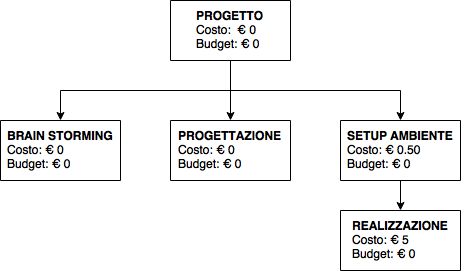 PROGETTO
Costo: € 0
Budget: € 0
BRAIN STORMING
Costo: € 0
Budget: € 0
PROGETTAZIONE
Costo: € 0
Budget: € 0
SETUP AMBIENTE
Costo: € 0.50
Budget: € 0
REALIZZAZIONE
Costo: € 5
Budget: € 0